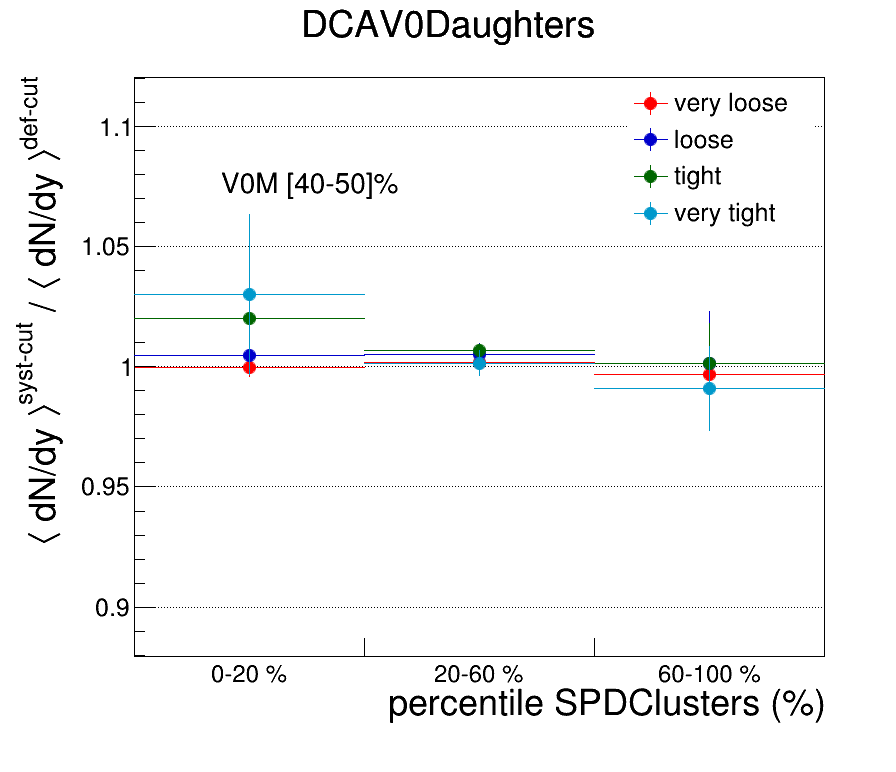 DCAV0Daughters
⟨ dN/dy ⟩^syst-cut / ⟨ dN/dy ⟩^def-cut
1.1
1.05
1
0.95
0.9
V0M [40-50]%
very loose
loose
tight
very tight
0-20 %
20-60 %
60-100 %
percentile SPDClusters (%)